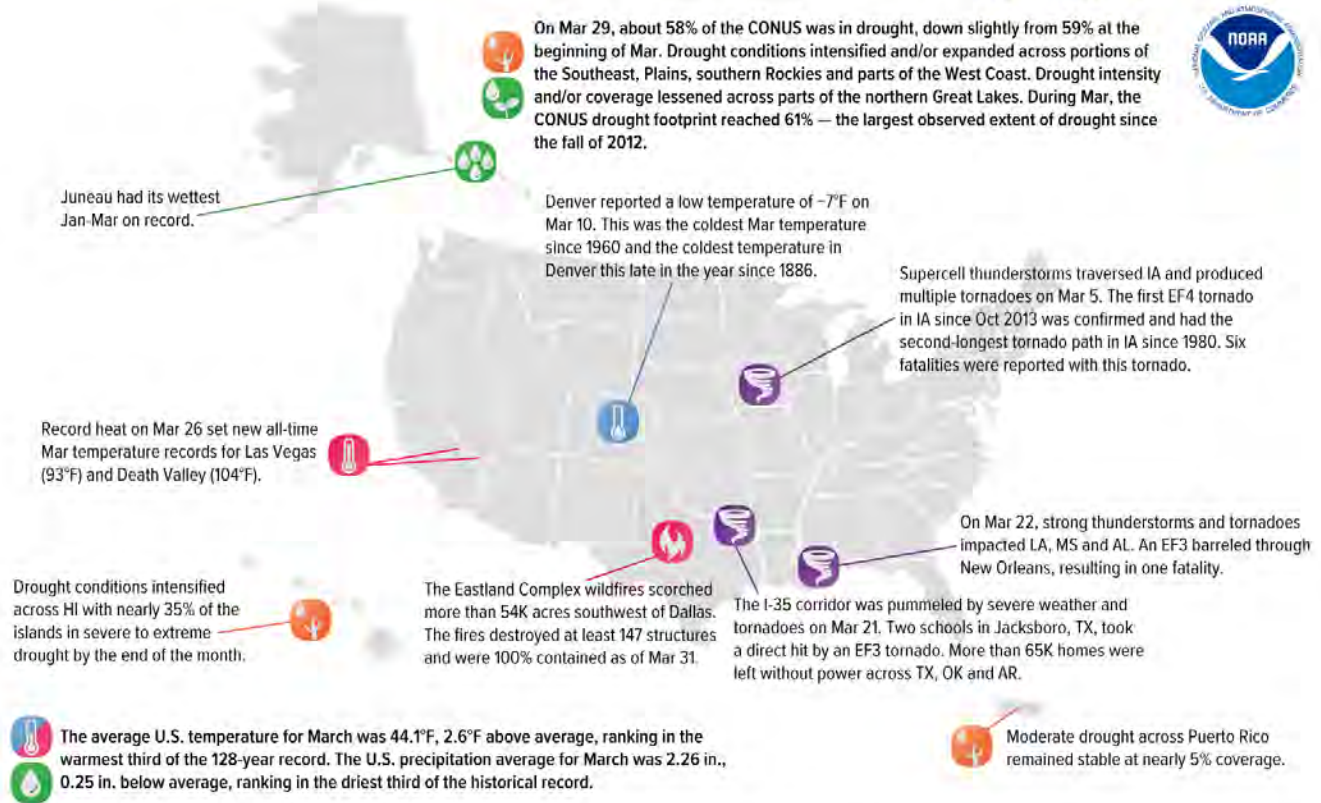 On Mar 29, about 58% of the CONUS was in drought, down slightly from 59% at the
beginning of Mar. Drought conditions intensified and/or expanded across portions of
the Southeast, Plains, southern Rockies and parts of the West Coast. Drought intensity
and/or coverage lessened across parts of the northern Great Lakes. During Mar, the
CONUS drought footprint reached 61% — the largest observed extent of drought since
the fall of 2012.
NATIONAL OCEANIC AND ATMOSPHERIC ADMINISTRATION
NOAA
U.S. DEPARTMENT OF COMMERCE
Juneau had its wettest
Jan-Mar on record.
Denver reported a low temperature of −7°F on
Mar 10. This was the coldest Mar temperature
since 1960 and the coldest temperature in
Denver this late in the year since 1886.
Supercell thunderstorms traversed IA and produced
multiple tornadoes on Mar 5. The first EF4 tornado
in IA since Oct 2013 was confirmed and had the
second-longest tornado path in IA since 1980. Six
fatalities were reported with this tornado.
Record heat on Mar 26 set new all-time
Mar temperature records for Las Vegas
(93°F) and Death Valley (104°F).
On Mar 22, strong thunderstorms and tornadoes
impacted LA, MS and AL. An EF3 barreled through
New Orleans, resulting in one fatality.
Drought conditions intensified
across HI with nearly 35% of the
islands in severe to extreme
drought by the end of the month.
The Eastland Complex wildfires scorched
more than 54K acres southwest of Dallas.
The fires destroyed at least 147 structures
and were 100% contained as of Mar 31.
The I-35 corridor was pummeled by severe weather and
tornadoes on Mar 21. Two schools in Jacksboro, TX, took
a direct hit by an EF3 tornado. More than 65K homes were
left without power across TX, OK and AR.
The average U.S. temperature for March was 44.1°F, 2.6°F above average, ranking in the
warmest third of the 128-year record. The U.S. precipitation average for March was 2.26 in.,
0.25 in. below average, ranking in the driest third of the historical record.
Moderate drought across Puerto Rico
remained stable at nearly 5% coverage.